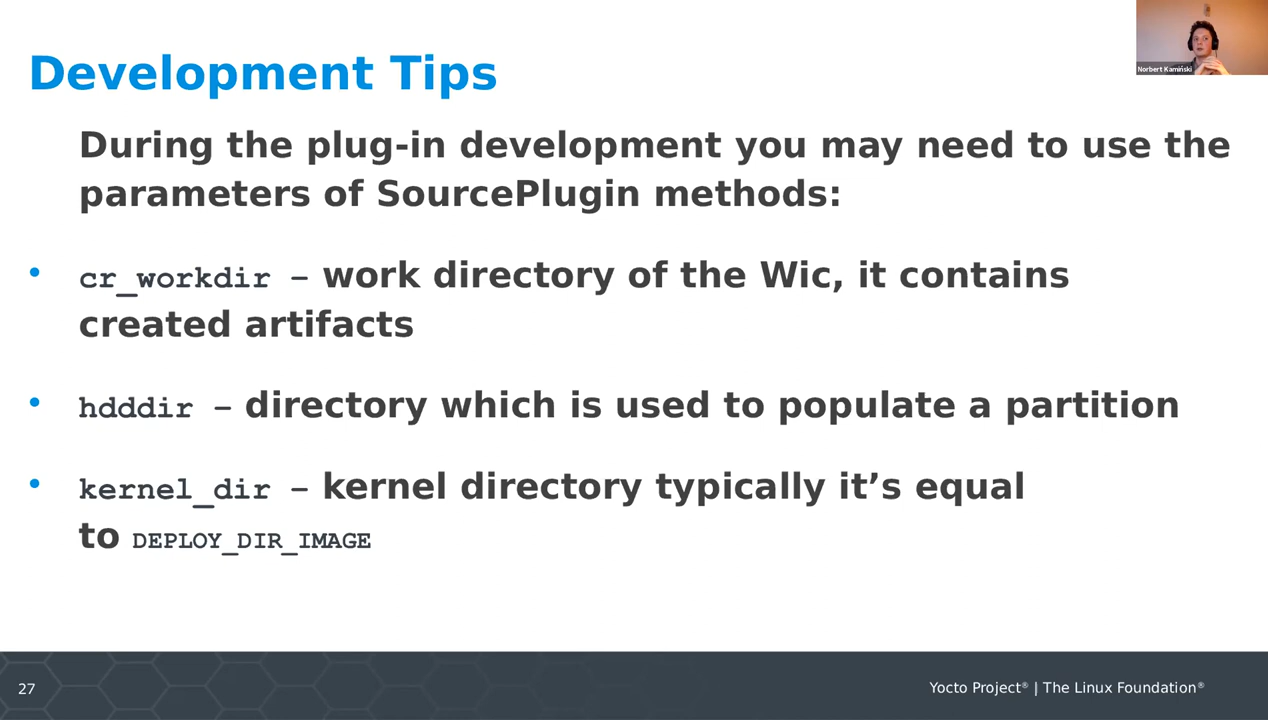 Development Tips
Norbert Kamiński
During the plug-in development you may need to use the
parameters of SourcePlugin methods:
• cr_workdir – work directory of the Wic, it contains
created artifacts
• hdddir – directory which is used to populate a partition
• kernel_dir – kernel directory typically it’s equal
to DEPLOY_DIR_IMAGE
27
Yocto Project® | The Linux Foundation®